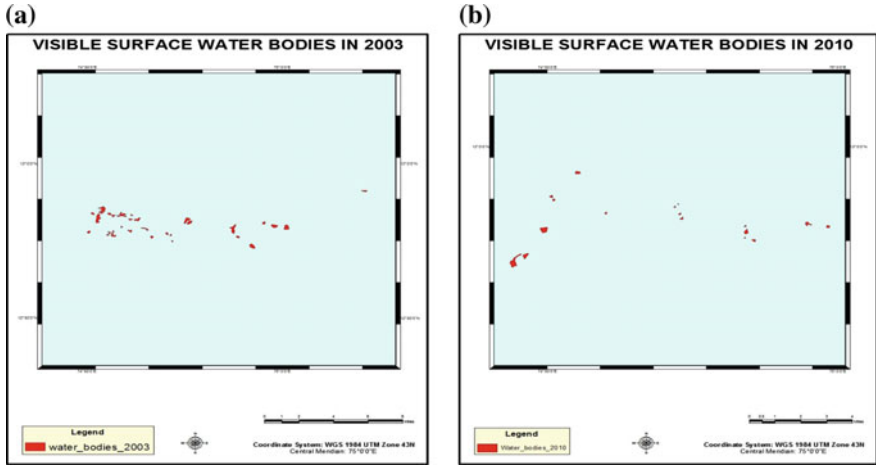 (a)
VISIBLE SURFACE WATER BODIES IN 2003
Legend
water_bodies_2003
Coordinate System: WGS 1984 UTM Zone 43N
Central Meridian: 75°0'0"E
(b)
VISIBLE SURFACE WATER BODIES IN 2010
Legend
Water_bodies_2010
Coordinate System: WGS 1984 UTM Zone 43N
Central Meridian: 75°0'0"E